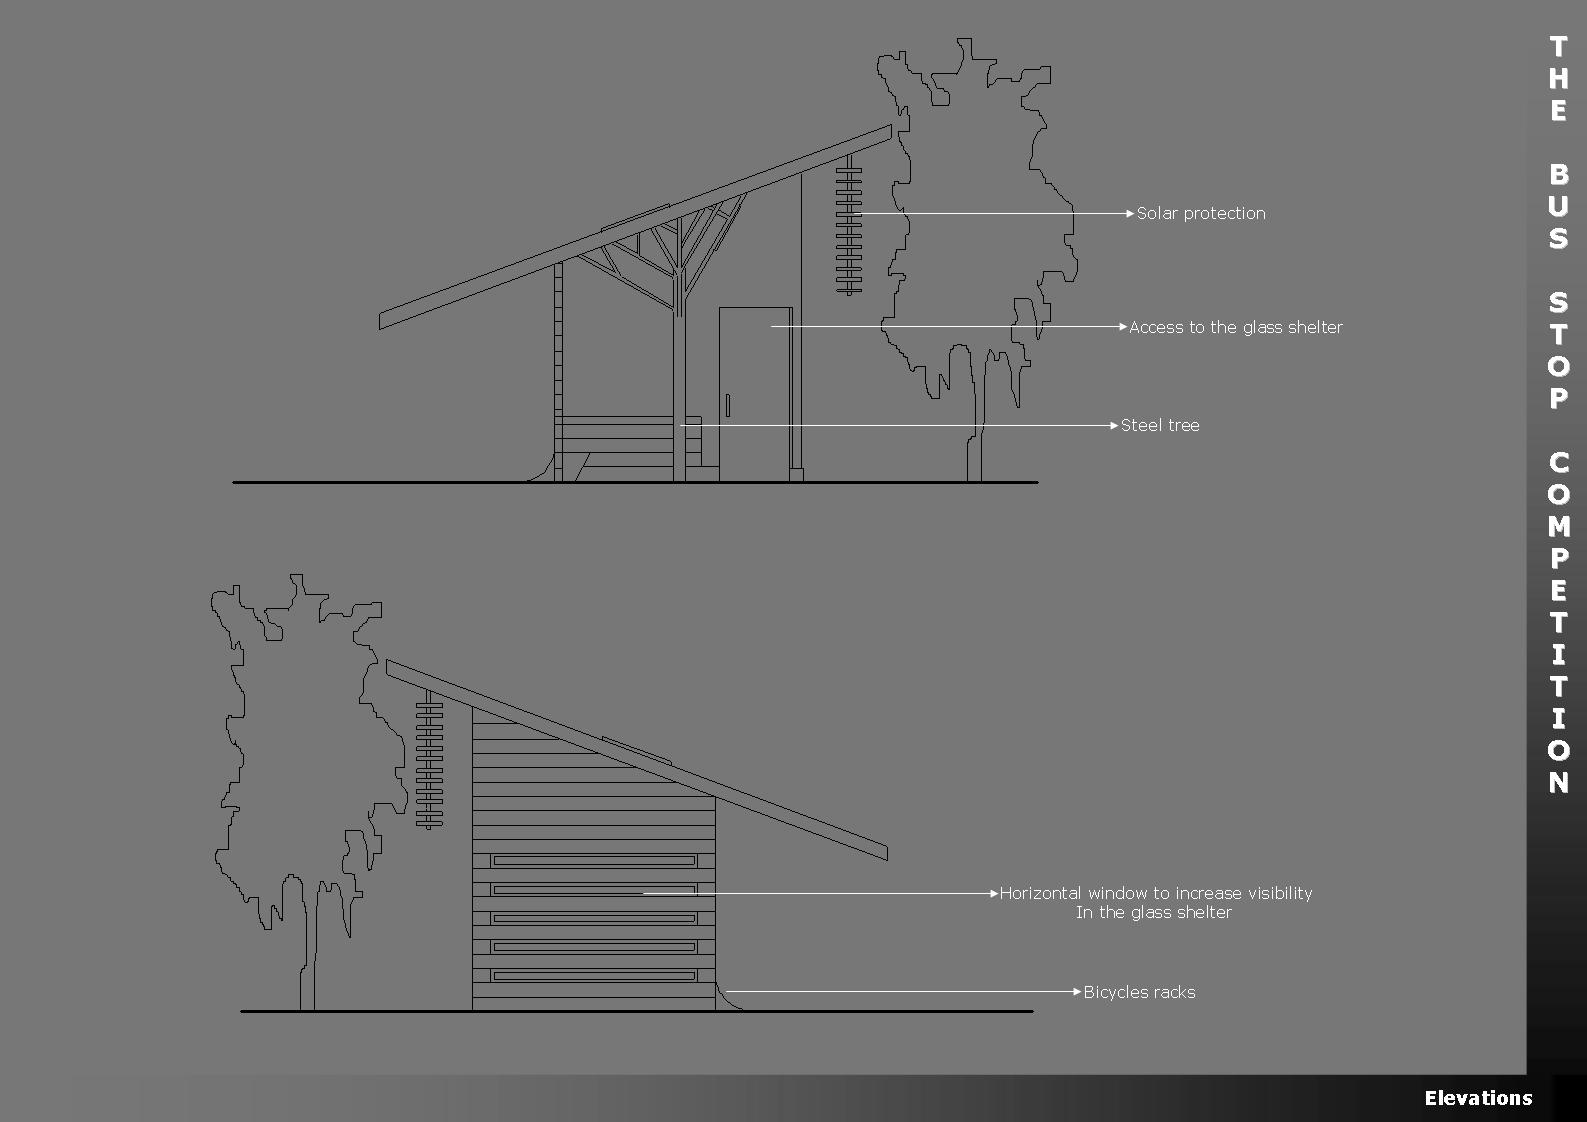 THE BUS STOP COMPETITION
Solar protection
Access to the glass shelter
Steel tree
Horizontal window to increase visibility
In the glass shelter
Bicycles racks
Elevations